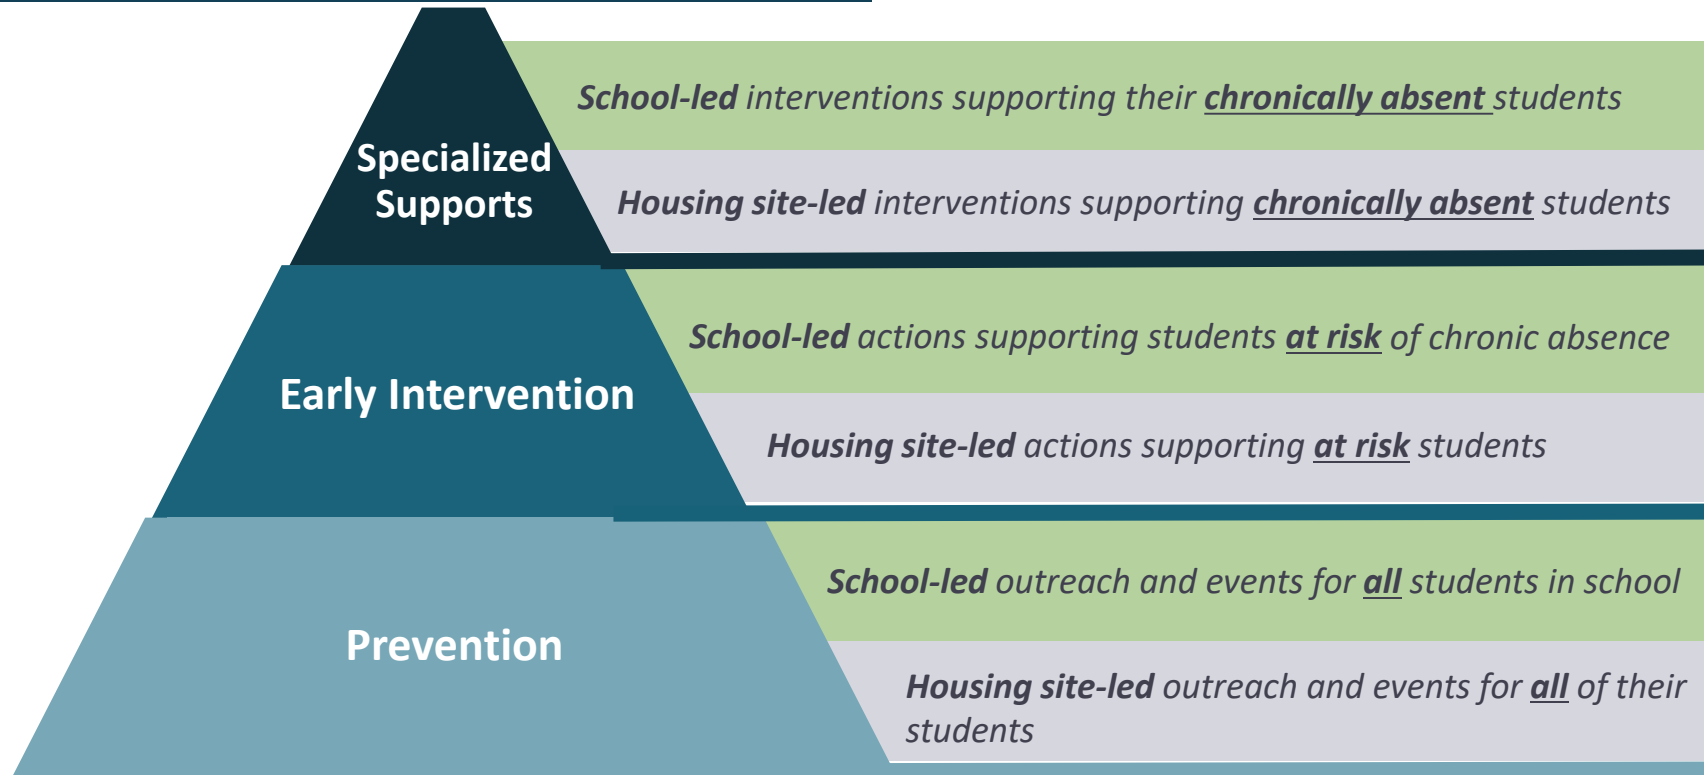 School-led interventions supporting their chronically absent students
Specialized
Supports
Housing site-led interventions supporting chronically absent students
School-led actions supporting students at risk of chronic absence
Early Intervention
Housing site-led actions supporting at risk students
School-led outreach and events for all students in school
Prevention
Housing site-led outreach and events for all of their
students